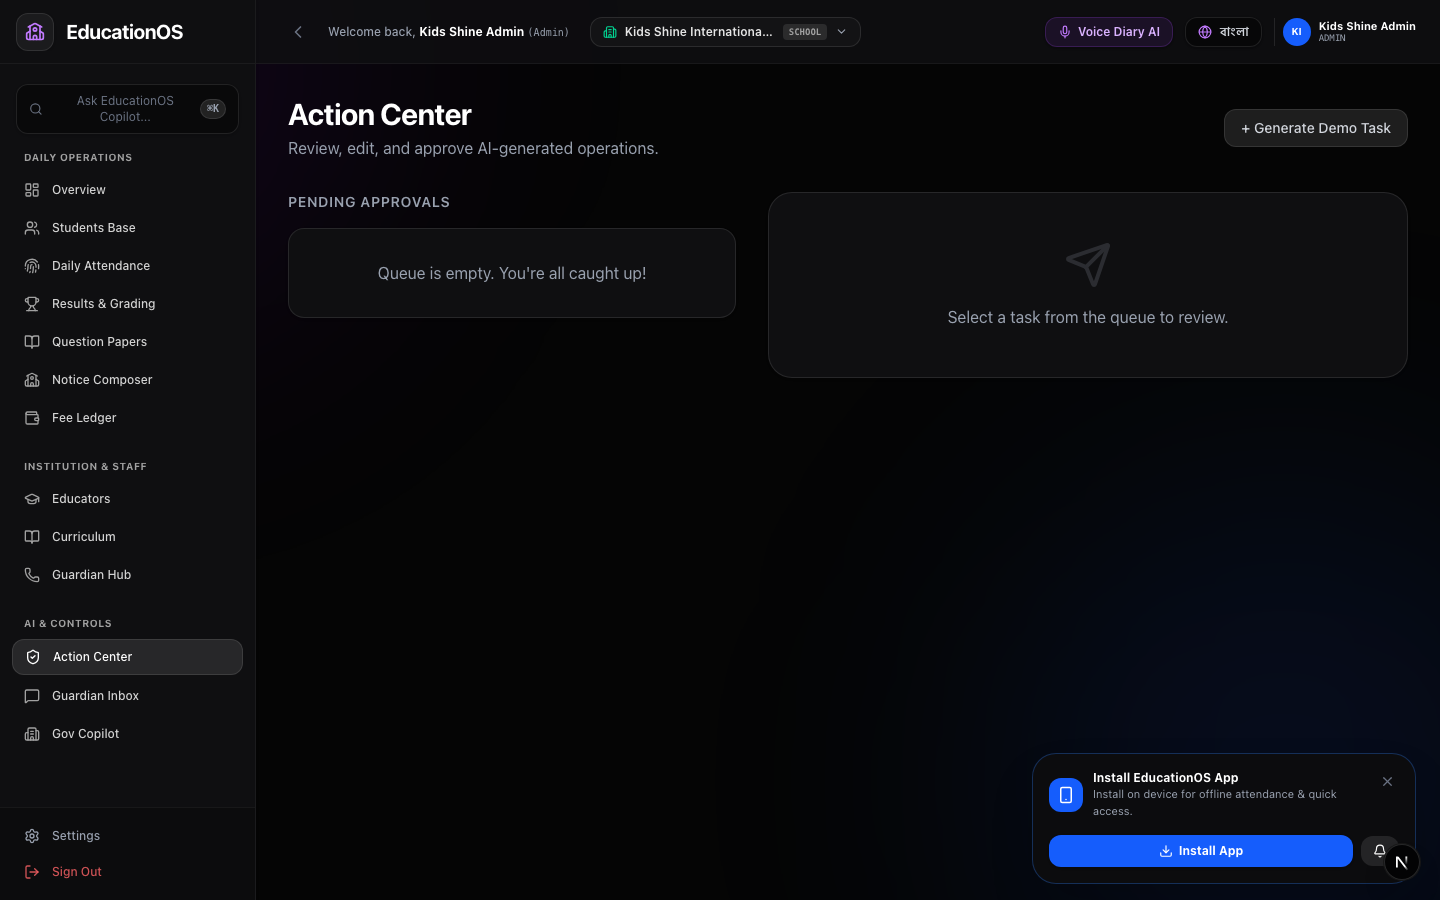 EducationOS
Welcome back, Kids Shine Admin (Admin)
Kids Shine Internationa... SCHOOL
Voice Diary AI
বাংলা
KI
Kids Shine Admin
ADMIN
Ask EducationOS
Copilot...
⌘K
DAILY OPERATIONS
Overview
Students Base
Daily Attendance
Results & Grading
Question Papers
Notice Composer
Fee Ledger
INSTITUTION & STAFF
Educators
Curriculum
Guardian Hub
AI & CONTROLS
Action Center
Guardian Inbox
Gov Copilot
Settings
Sign Out
Action Center
Review, edit, and approve AI-generated operations.
+ Generate Demo Task
PENDING APPROVALS
Queue is empty. You're all caught up!
Select a task from the queue to review.
Install EducationOS App
Install on device for offline attendance & quick
access.
Install App
N